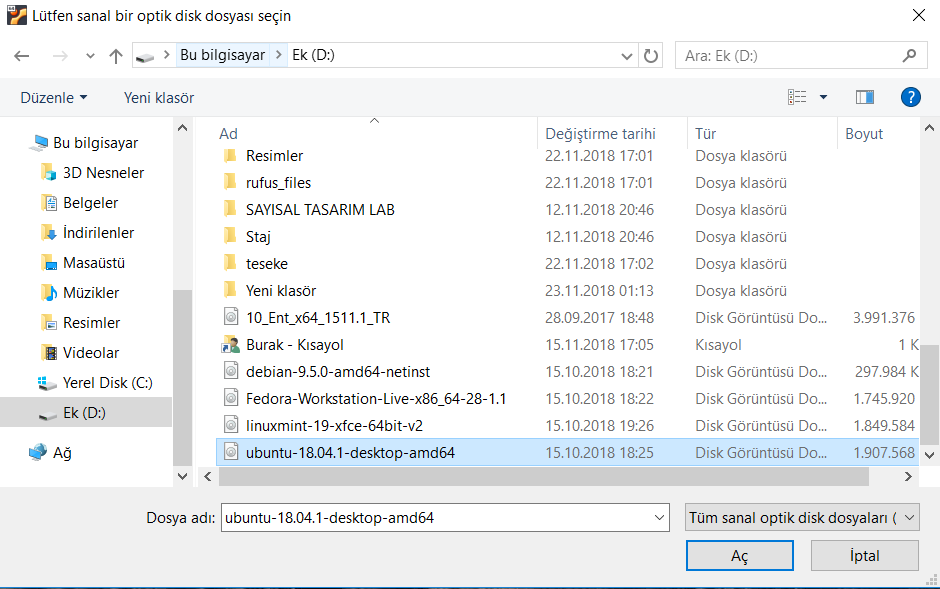 Lütfen sanal bir optik disk dosyası seçin
Bu bilgisayar Ek (D:) Ara: Ek (D:)
Düzenle Yeni klasör
Ad Değiştirme tarihi Tür Boyut
Bu bilgisayar
3D Nesneler
Belgeler
İndirilenler
Masaüstü
Müzikler
Resimler
Videolar
Yerel Disk (C:)
Ek (D:)
Ağ
Resimler 22.11.2018 17:01 Dosya klasörü
rufus_files 22.11.2018 17:01 Dosya klasörü
SAYISAL TASARIM LAB 12.11.2018 20:46 Dosya klasörü
Staj 12.11.2018 20:46 Dosya klasörü
teseke 22.11.2018 17:02 Dosya klasörü
Yeni klasör 23.11.2018 01:13 Dosya klasörü
10_Ent_x64_1511.1_TR 28.09.2017 18:48 Disk Görüntüsü Do... 3.991.376
Burak - Kısayol 15.11.2018 17:05 Kısayol 1 K
debian-9.5.0-amd64-netinst 15.10.2018 18:21 Disk Görüntüsü Do... 297.984 K
Fedora-Workstation-Live-x86_64-28-1.1 15.10.2018 18:22 Disk Görüntüsü Do... 1.745.920
linuxmint-19-xfce-64bit-v2 15.10.2018 19:26 Disk Görüntüsü Do... 1.849.584
ubuntu-18.04.1-desktop-amd64 15.10.2018 18:25 Disk Görüntüsü Do... 1.907.568
Dosya adı: ubuntu-18.04.1-desktop-amd64 Tüm sanal optik disk dosyaları (
Aç İptal